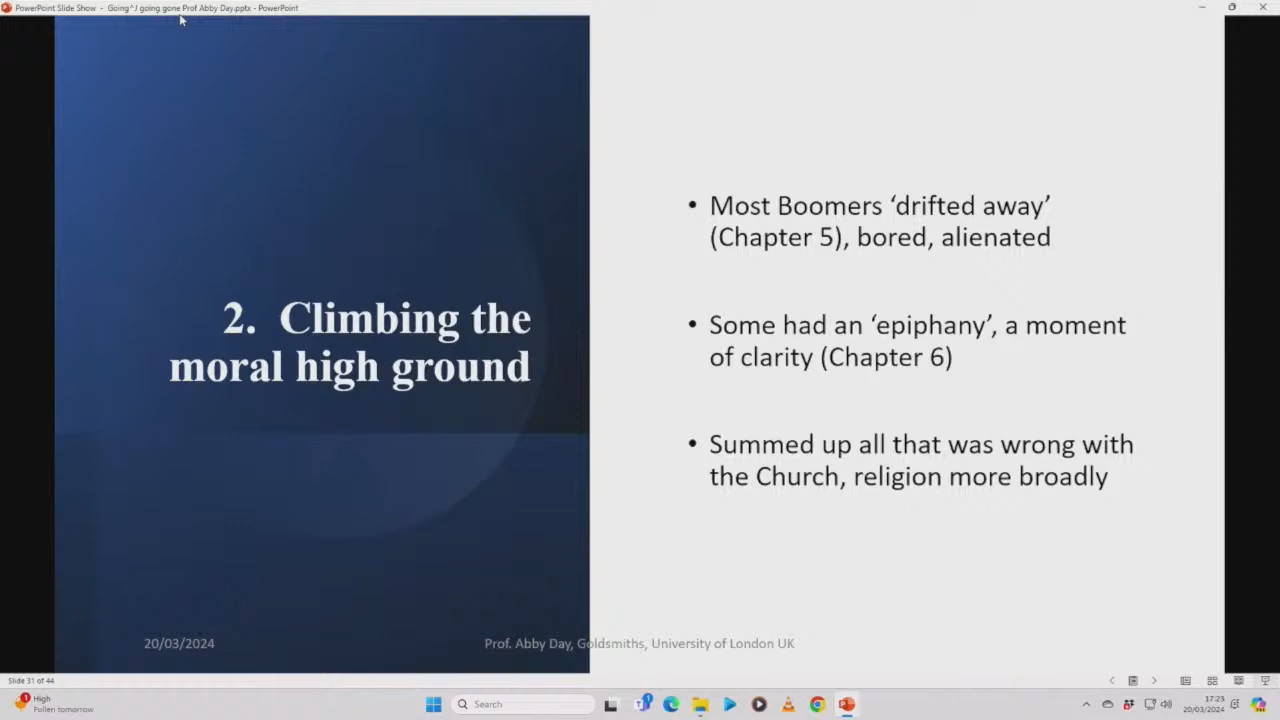 PowerPoint Slide Show - Going^J going gone Prof Abby Day.pptx - PowerPoint
2. Climbing the
moral high ground
• Most Boomers ‘drifted away’
(Chapter 5), bored, alienated
• Some had an ‘epiphany’, a moment
of clarity (Chapter 6)
• Summed up all that was wrong with
the Church, religion more broadly
20/03/2024
Prof. Abby Day, Goldsmiths, University of London UK
Slide 31 of 44
1
High
Pollen tomorrow
Search
1
17:23
20/03/2024